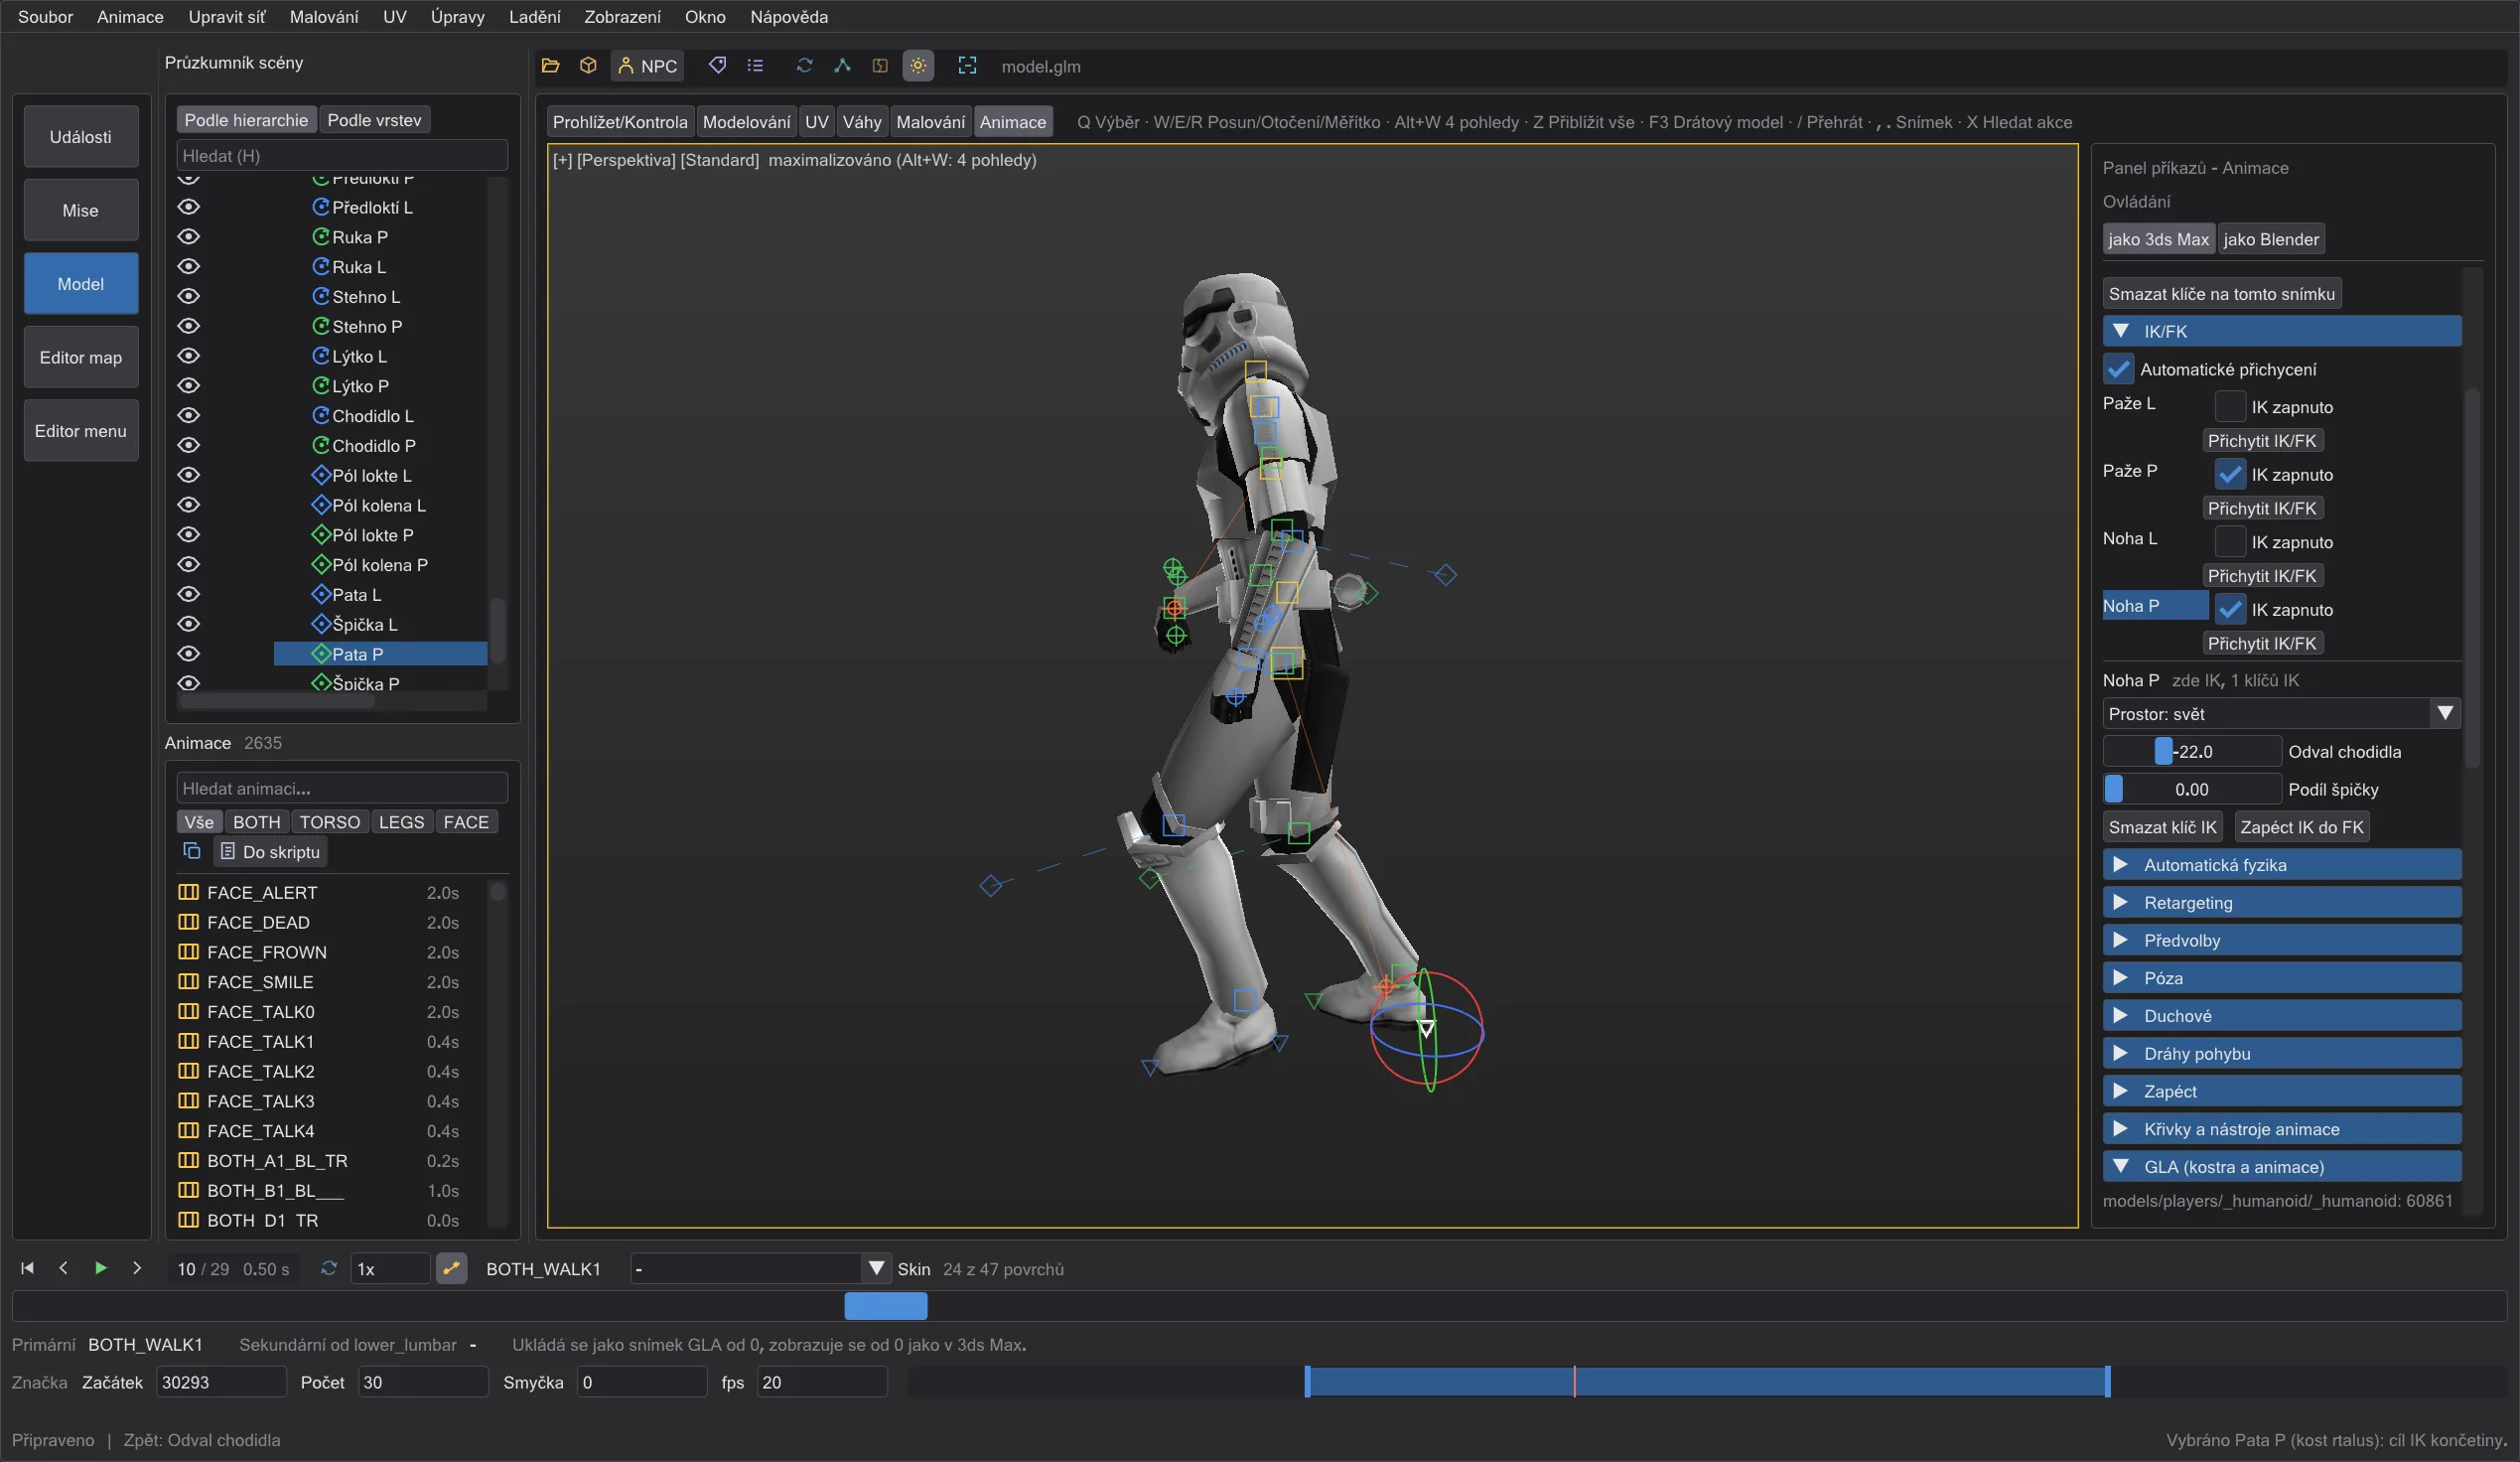 Soubor Animace Upravit síť Malování UV Úpravy Ladění Zobrazení Okno Nápověda
Průzkumník scény
NPC
model.glm
Události
Mise
Model
Editor map
Editor menu
Podle hierarchie Podle vrstev
Hledat (H)
Předloktí P
Předloktí L
Ruka P
Ruka L
Stehno L
Stehno P
Lýtko L
Lýtko P
Chodidlo L
Chodidlo P
Pól lokte L
Pól kolena L
Pól lokte P
Pól kolena P
Pata L
Špička L
Pata P
Špička P
Animace 2635
Hledat animaci...
Vše BOTH TORSO LEGS FACE
Do skriptu
FACE_ALERT 2.0s
FACE_DEAD 2.0s
FACE_FROWN 2.0s
FACE_SMILE 2.0s
FACE_TALK0 2.0s
FACE_TALK1 0.4s
FACE_TALK2 0.4s
FACE_TALK3 0.4s
FACE_TALK4 0.4s
BOTH_A1_BL_TR 0.2s
BOTH_B1_BL___ 1.0s
BOTH_D1_TR 0.0s
Prohlížet/Kontrola Modelování UV Váhy Malování Animace Q Výběr · W/E/R Posun/Otočení/Měřítko · Alt+W 4 pohledy · Z Přiblížit vše · F3 Drátový model · / Přehrát · , . Snímek · X Hledat akce
[+] [Perspektiva] [Standard] maximalizováno (Alt+W: 4 pohledy)
Panel příkazů - Animace
Ovládání
jako 3ds Max jako Blender
Smazat klíče na tomto snímku
IK/FK
Automatické přichycení
Paže L IK zapnuto
Přichytit IK/FK
Paže P IK zapnuto
Přichytit IK/FK
Noha L IK zapnuto
Přichytit IK/FK
Noha P IK zapnuto
Přichytit IK/FK
Noha P zde IK, 1 klíčů IK
Prostor: svět
-22.0 Odval chodidla
0.00 Podíl špičky
Smazat klíč IK Zapéct IK do FK
Automatická fyzika
Retargeting
Předvolby
Póza
Duchové
Dráhy pohybu
Zapéct
Křivky a nástroje animace
GLA (kostra a animace)
models/players/_humanoid/_humanoid: 60861
10 / 29 0.50 s 1x BOTH_WALK1 - Skin 24 z 47 povrchů
Primární BOTH_WALK1 Sekundární od lower_lumbar - Ukládá se jako snímek GLA od 0, zobrazuje se od 0 jako v 3ds Max.
Značka Začátek 30293 Počet 30 Smyčka 0 fps 20
Připraveno | Zpět: Odval chodidla
Vybráno Pata P (kost rtalus): cíl IK končetiny.